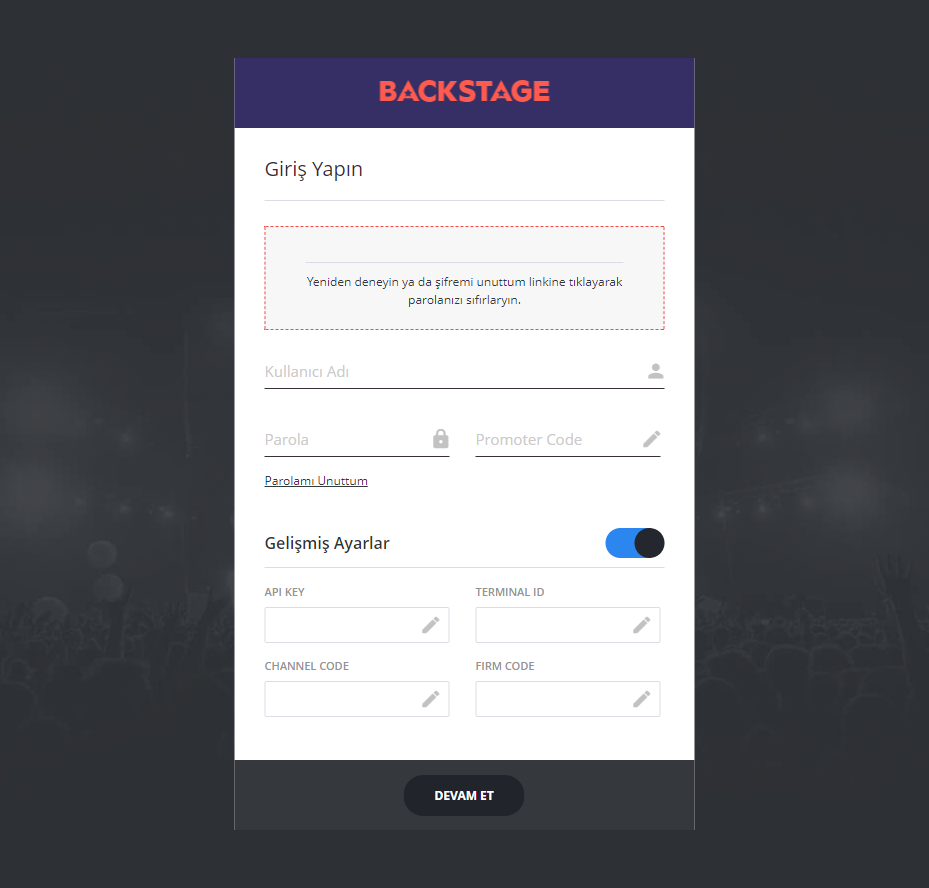 BACKSTAGE
Giriş Yapın
Yeniden deneyin ya da şifremi unuttum linkine tıklayarak
parolanızı sıfırlaryın.
Kullanıcı Adı
Parola
Promoter Code
Parolamı Unuttum
Gelişmiş Ayarlar
API KEY
TERMINAL ID
CHANNEL CODE
FIRM CODE
DEVAM ET